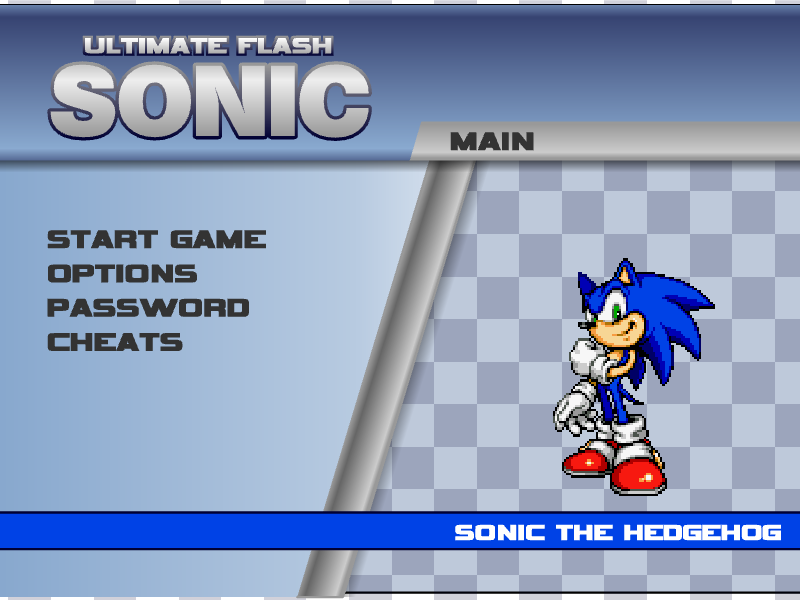 ULTIMATE FLASH
SONIC
MAIN
START GAME
OPTIONS
PASSWORD
CHEATS
SONIC THE HEDGEHOG